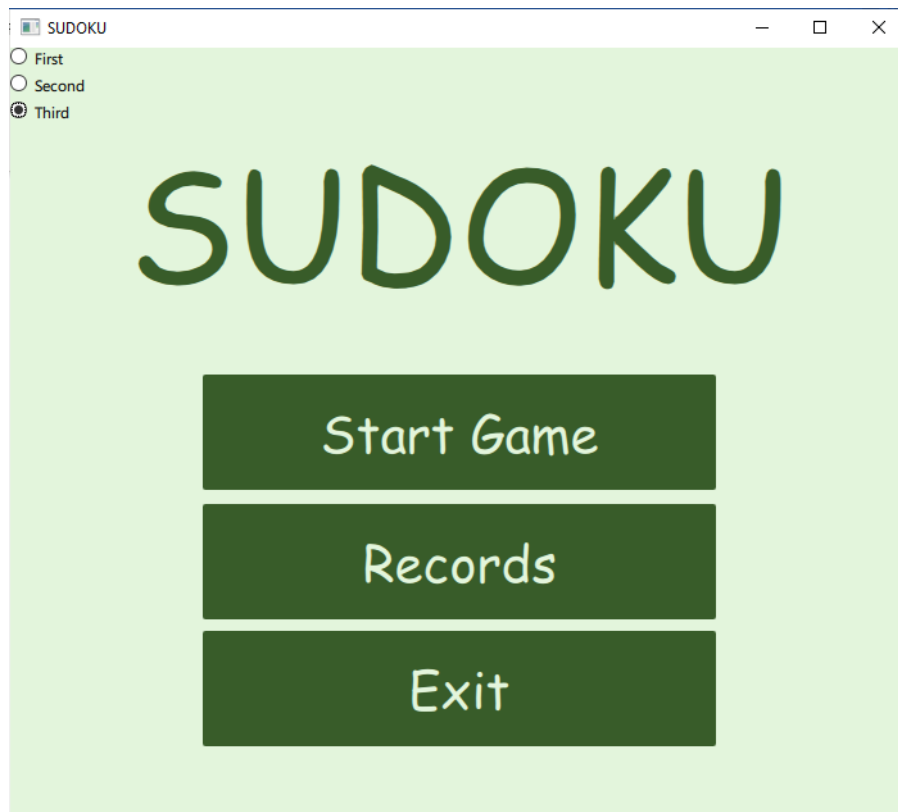 SUDOKU
First
Second
Third
SUDOKU
Start Game
Records
Exit